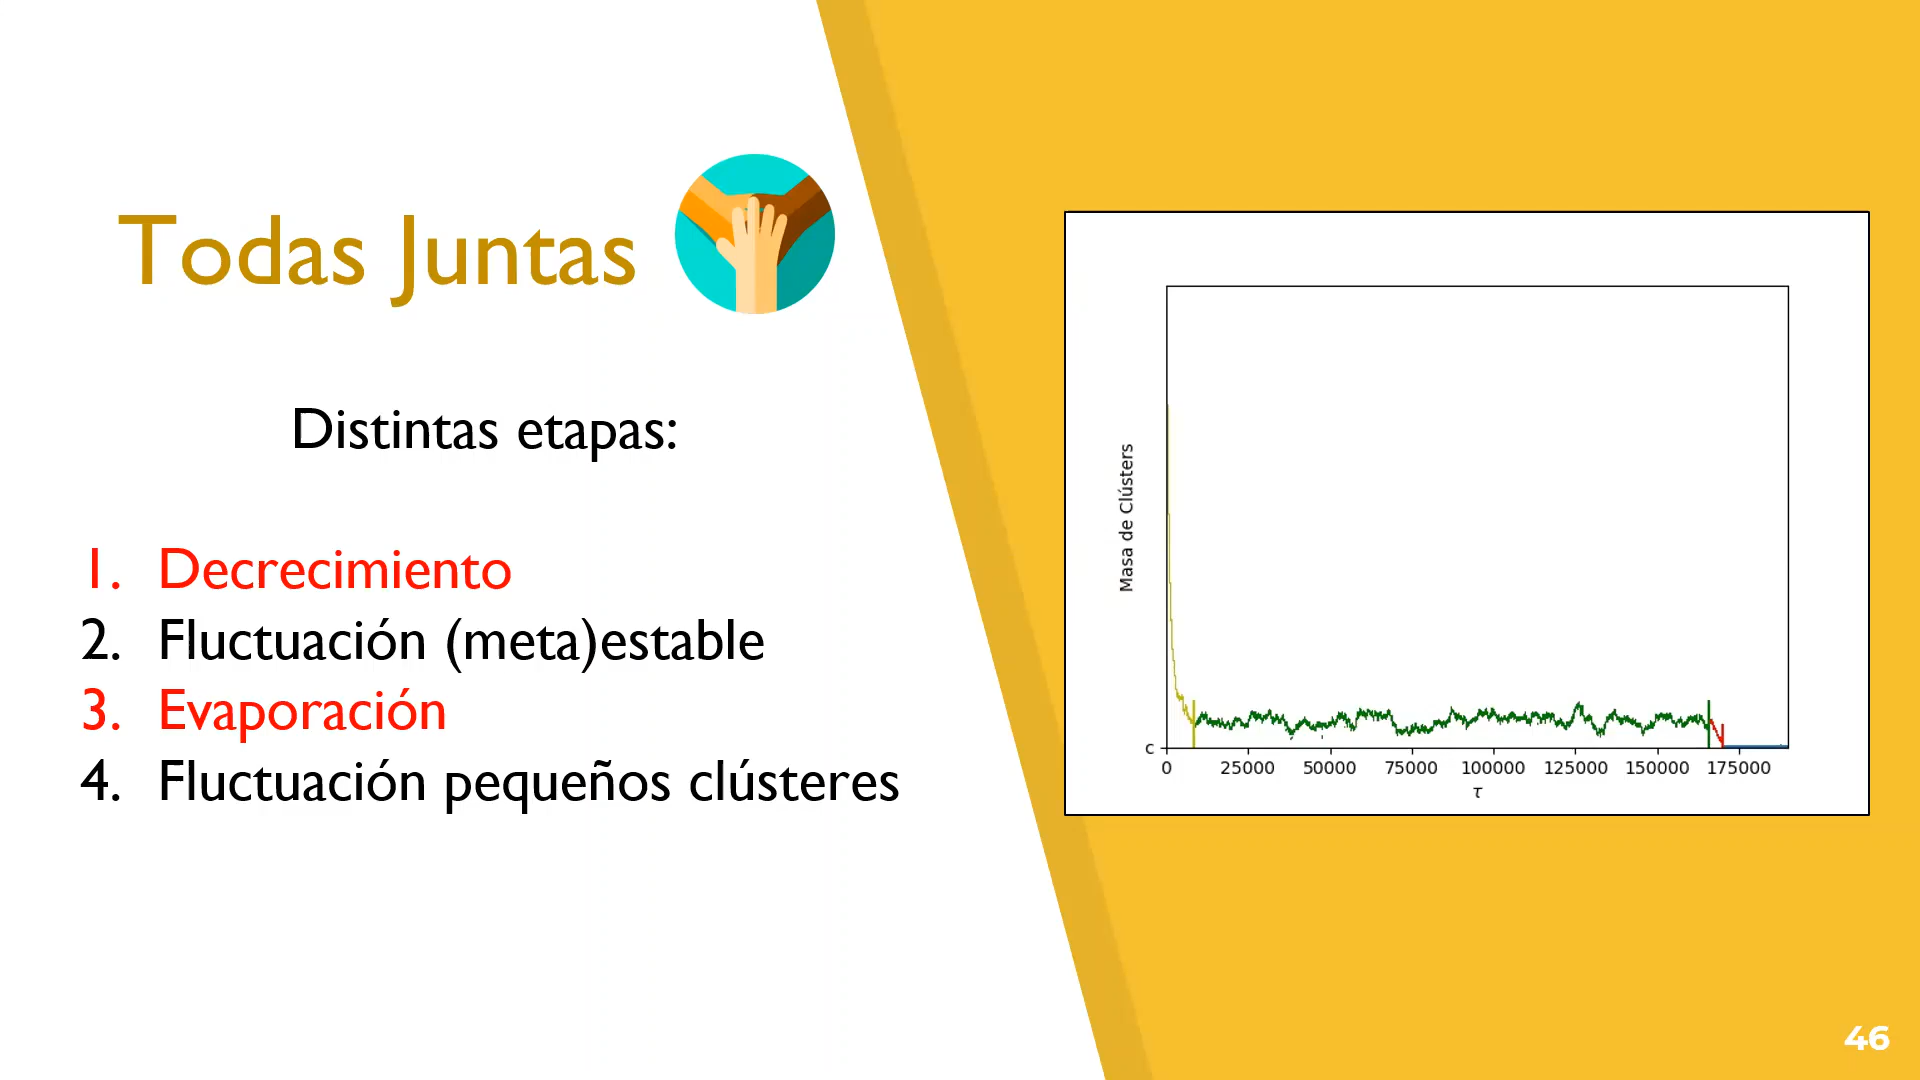 Todas Juntas
Distintas etapas:
1. Decrecimiento
2. Fluctuación (meta)estable
3. Evaporación
4. Fluctuación pequeños clústeres
Masa de Clústers
c
0 25000 50000 75000 100000 125000 150000 175000
τ
46